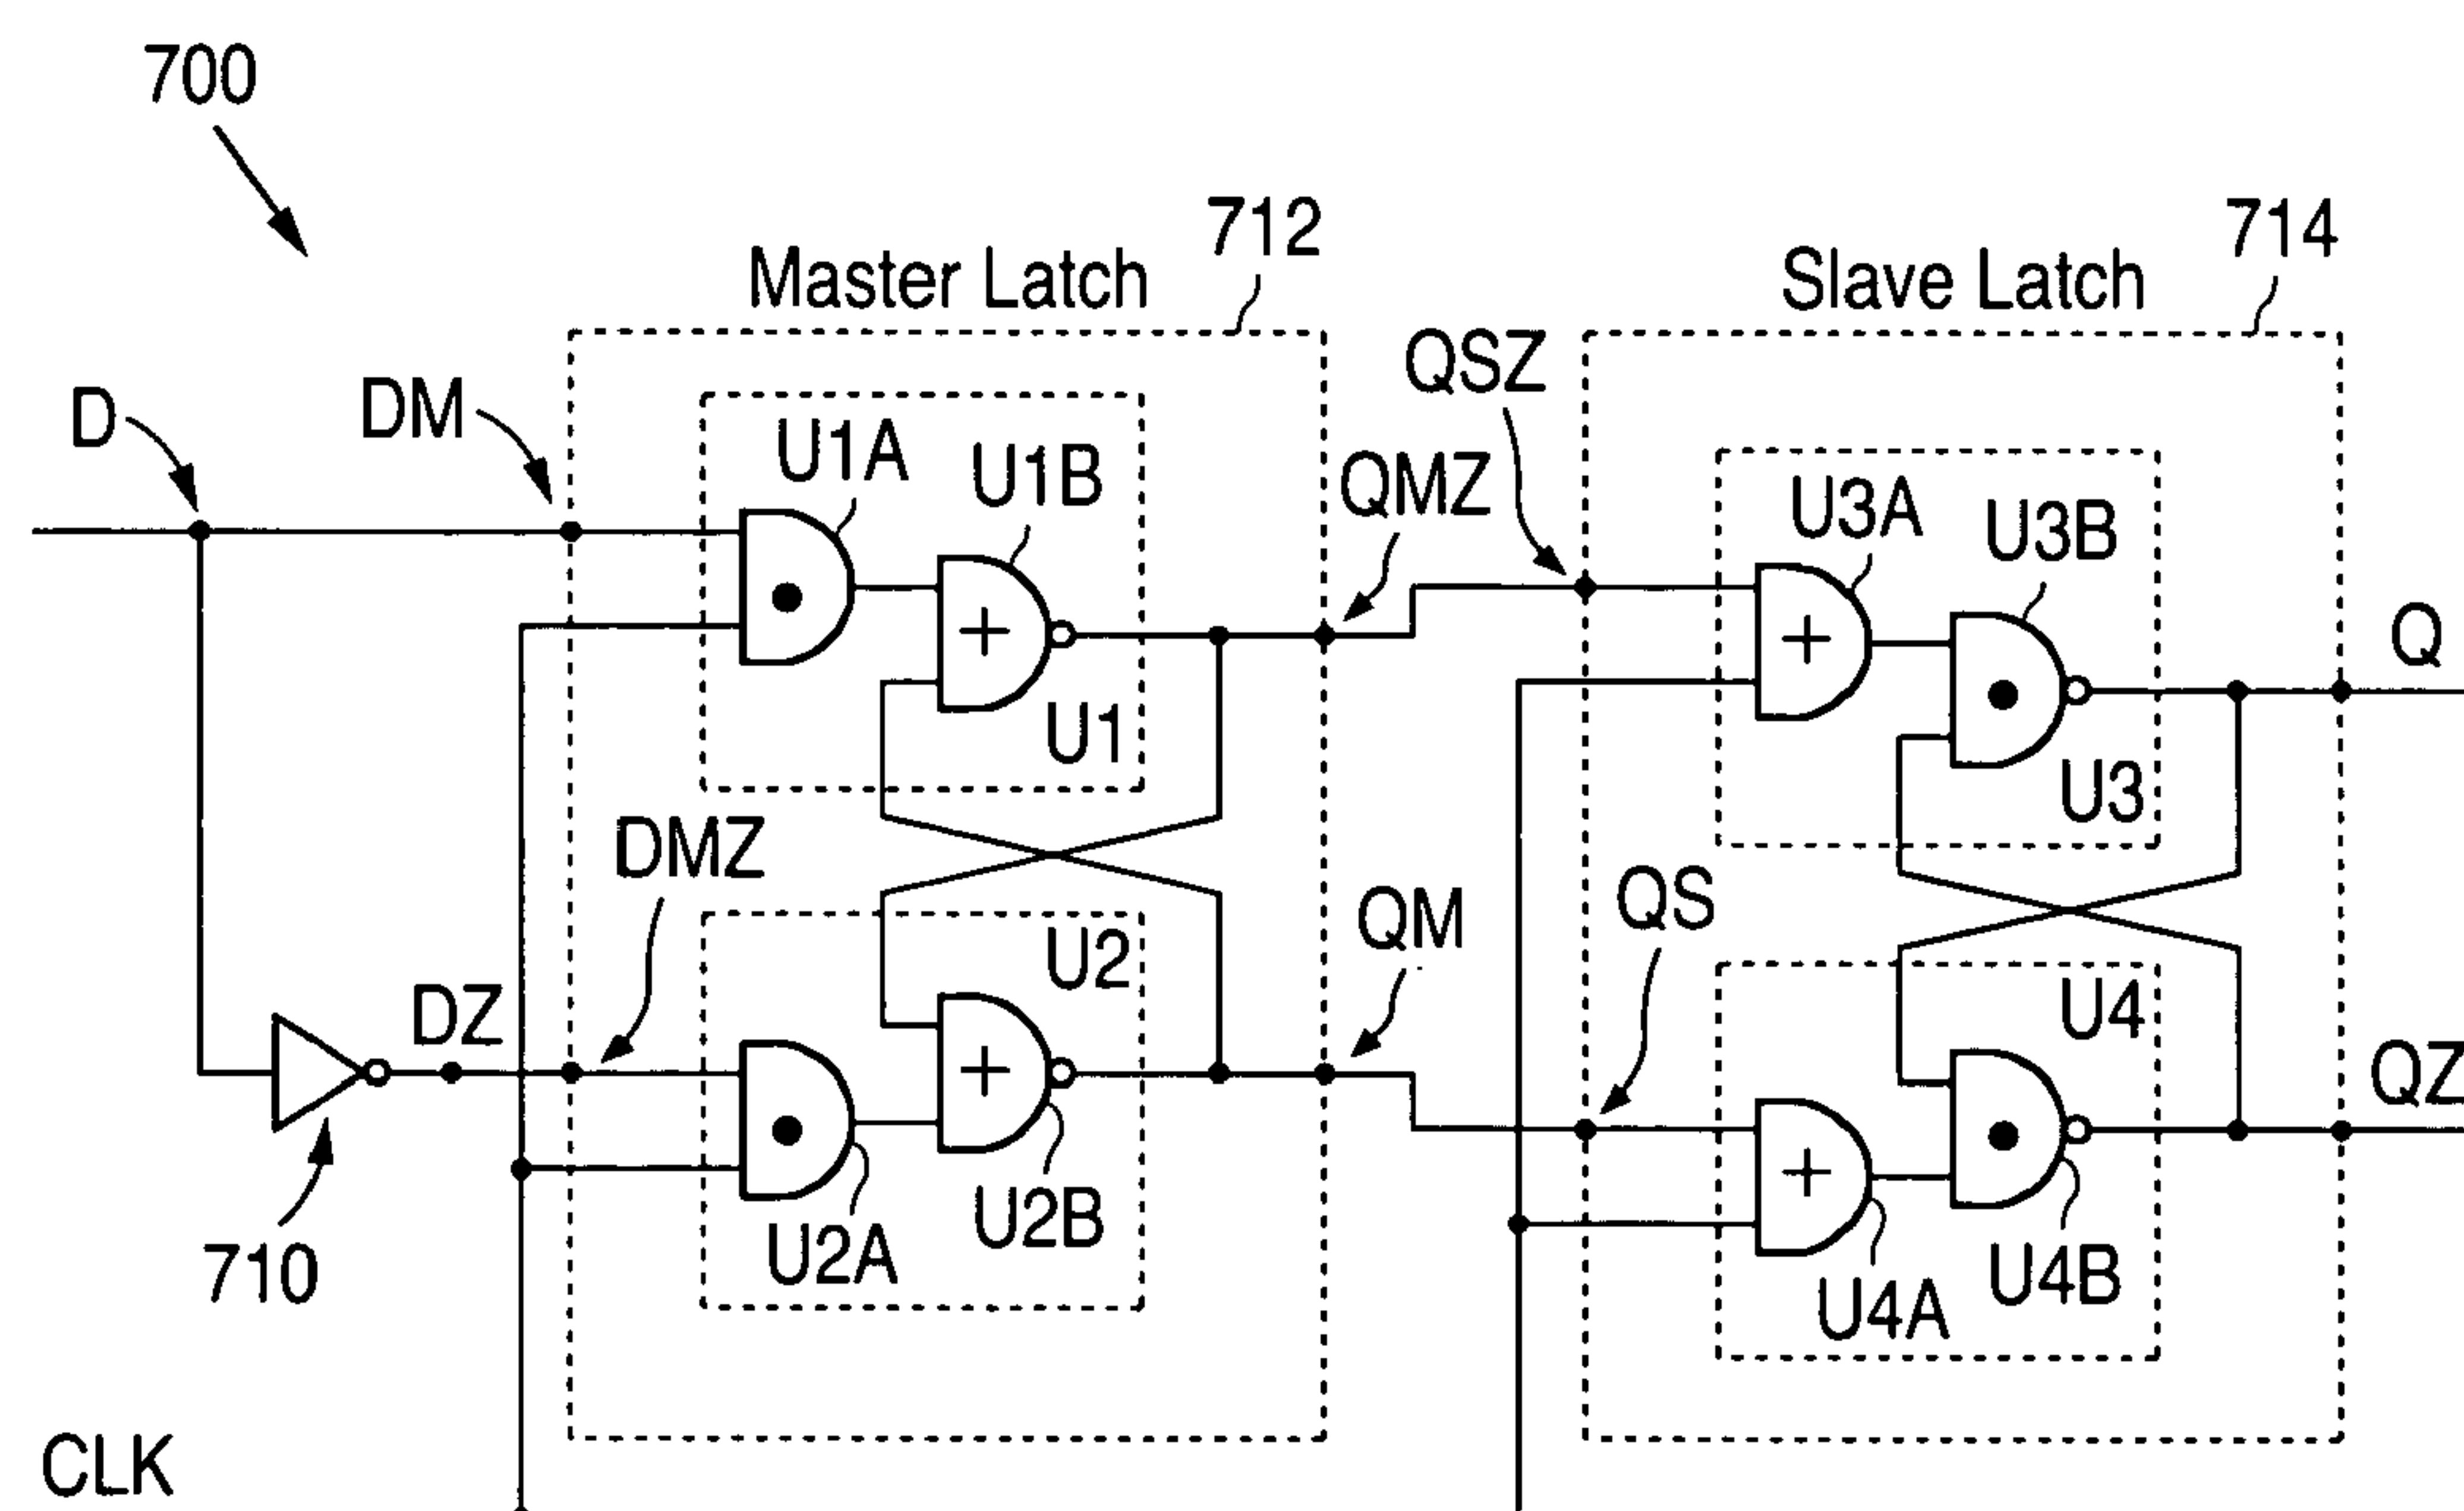 700
712
714
Master Latch
Slave Latch
QSZ
D
DM
U1A
U1B
QMZ
U3A
U3B
Q
U1
U3
DMZ
QM
QS
U2
U4
DZ
QZ
U2A
U2B
710
U4A
U4B
CLK